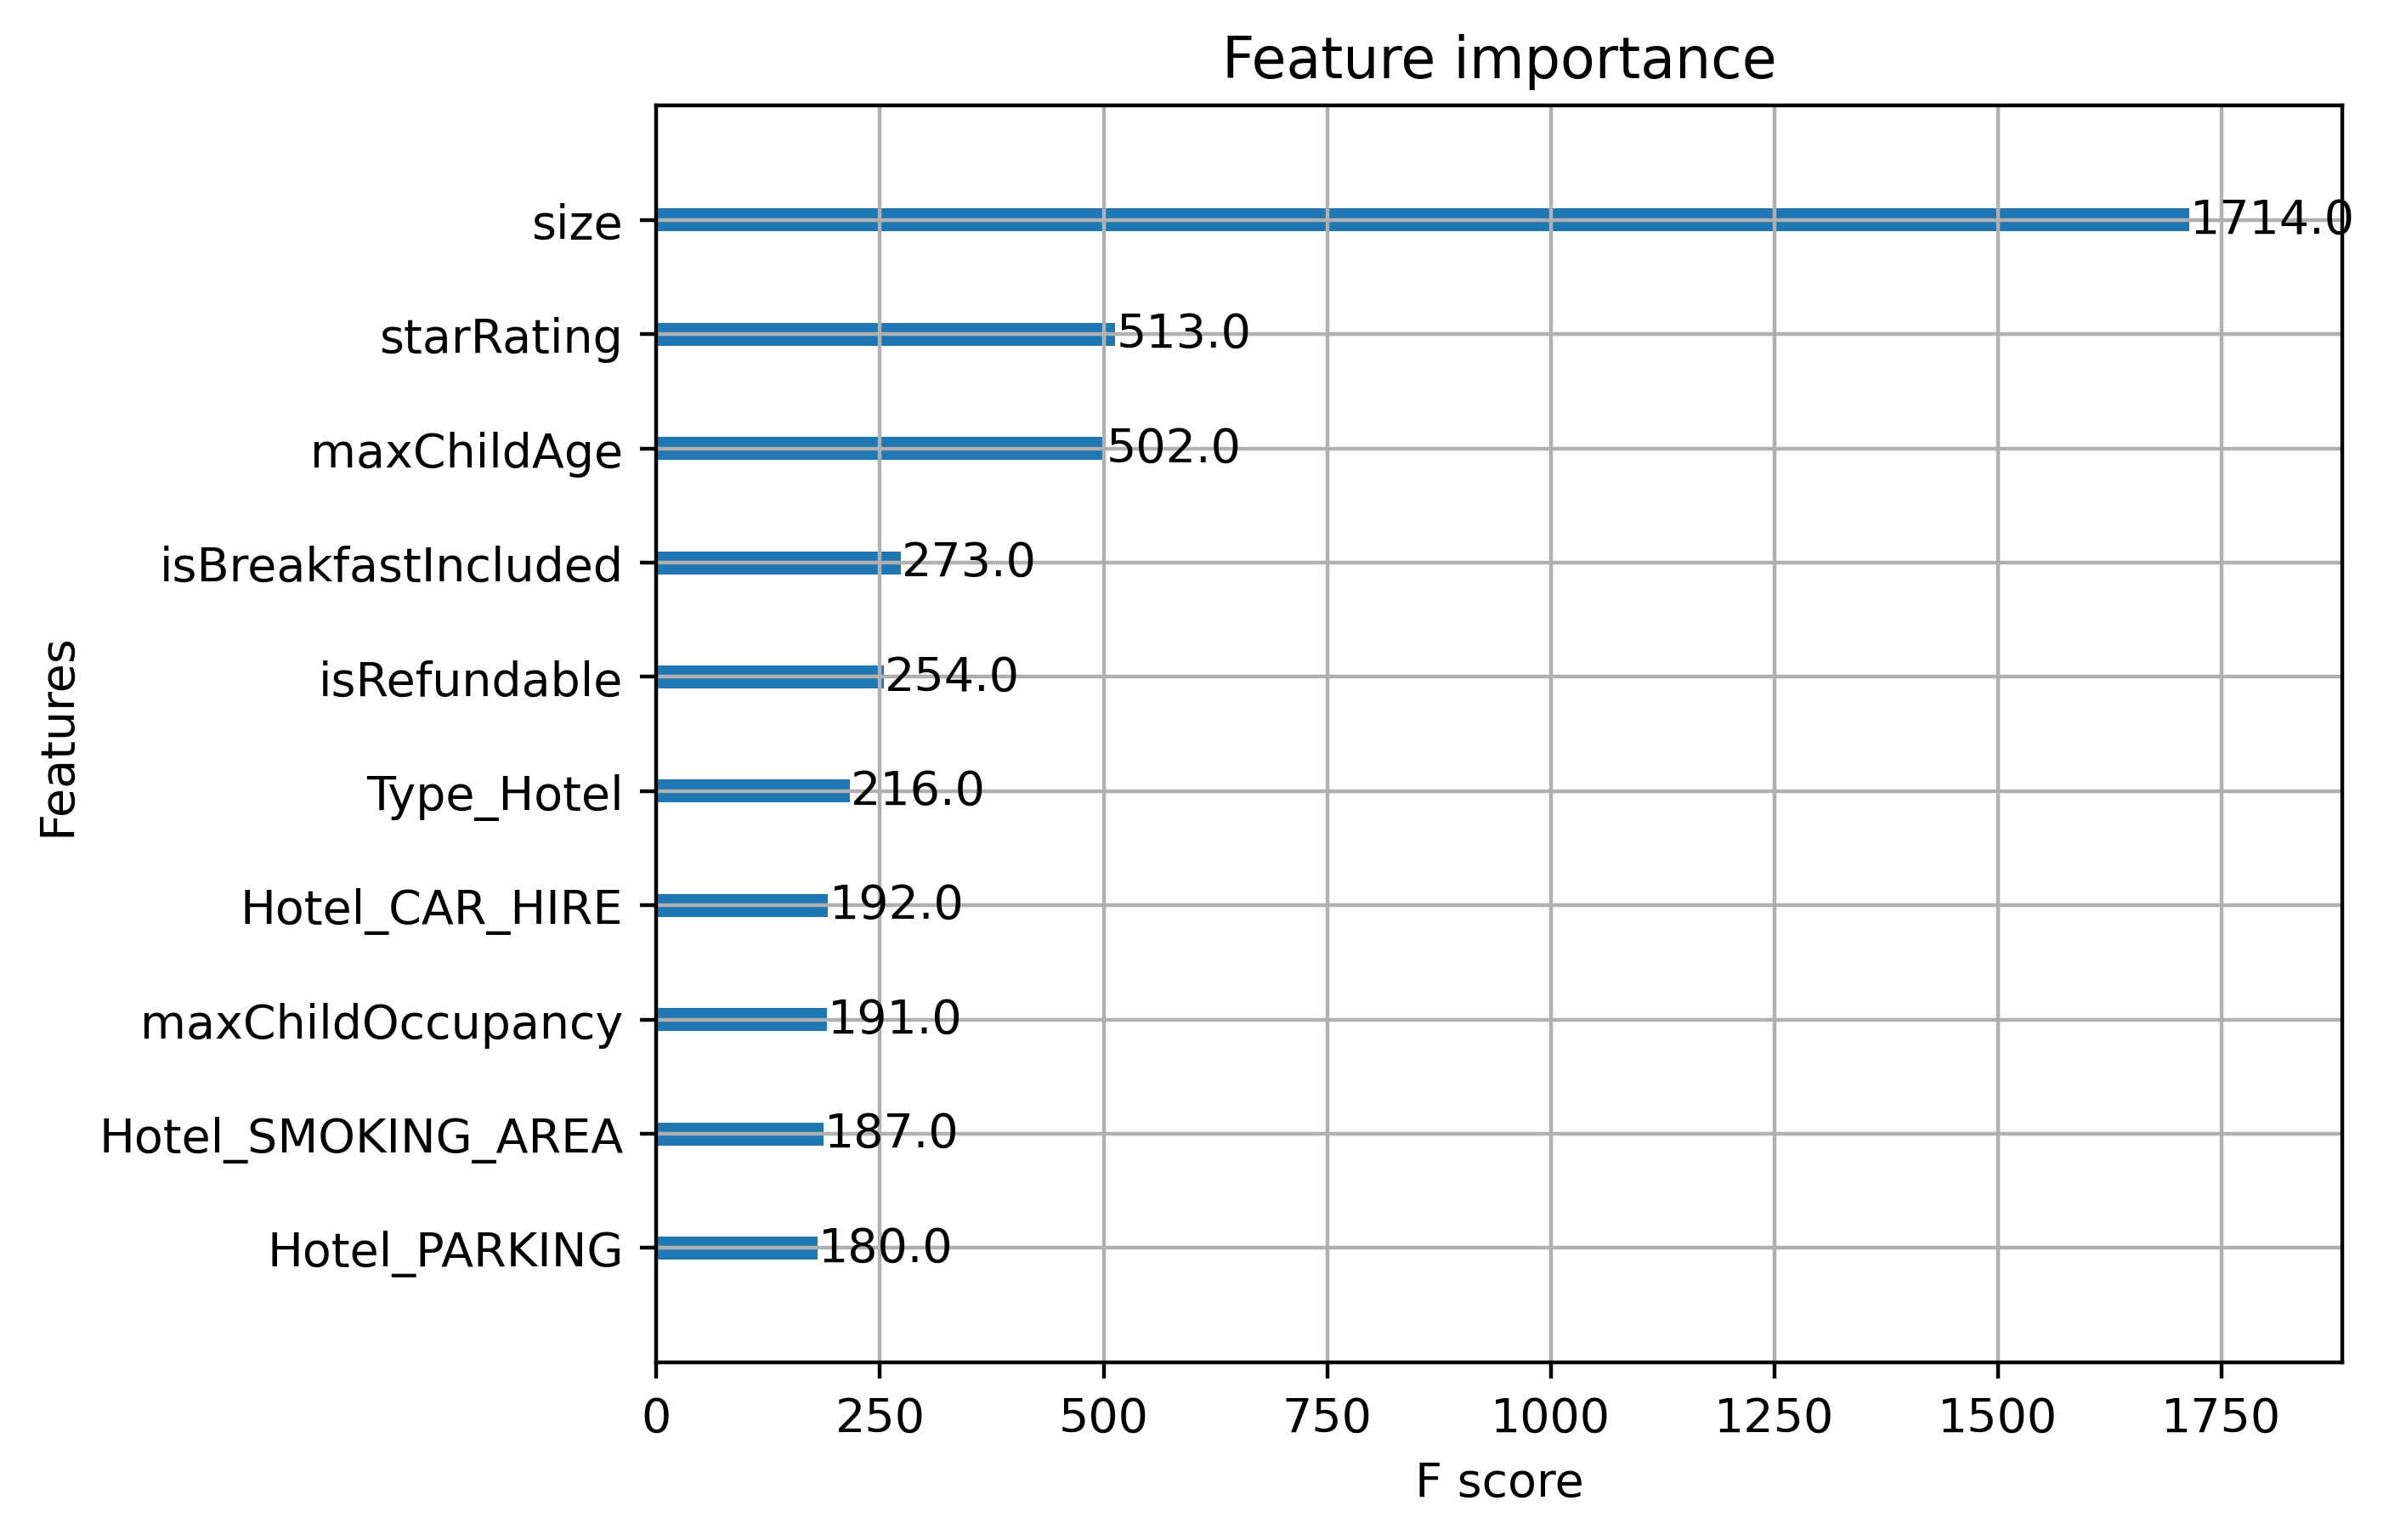 Feature importance
size
1714.0
starRating
513.0
maxChildAge
502.0
isBreakfastIncluded
273.0
isRefundable
254.0
Type_Hotel
216.0
Hotel_CAR_HIRE
192.0
maxChildOccupancy
191.0
Hotel_SMOKING_AREA
187.0
Hotel_PARKING
180.0
Features
0 250 500 750 1000 1250 1500 1750
F score